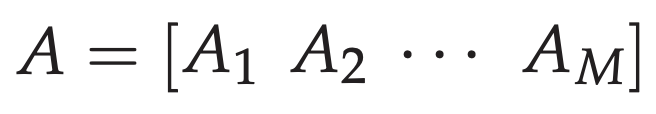 A = [A₁ A₂ ⋯ A_M]